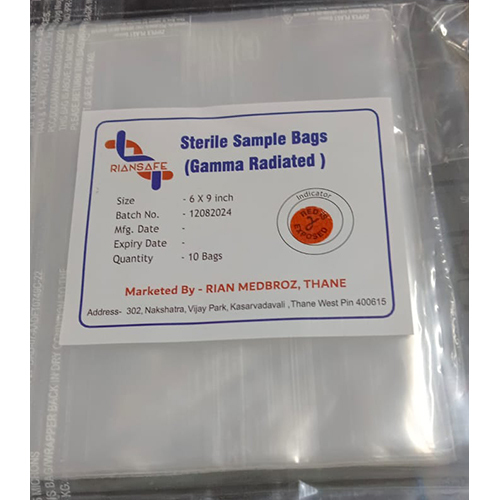 RIANSAFE
Sterile Sample Bags
(Gamma Radiated )
Size - 6 X 9 inch
Batch No. - 12082024
Mfg. Date -
Expiry Date -
Quantity - 10 Bags
Indicator
RED-S
EXPOSED
Marketed By - RIAN MEDBROZ, THANE
Address- 302, Nakshatra, Vijay Park, Kasarvadavali ,Thane West Pin 400615